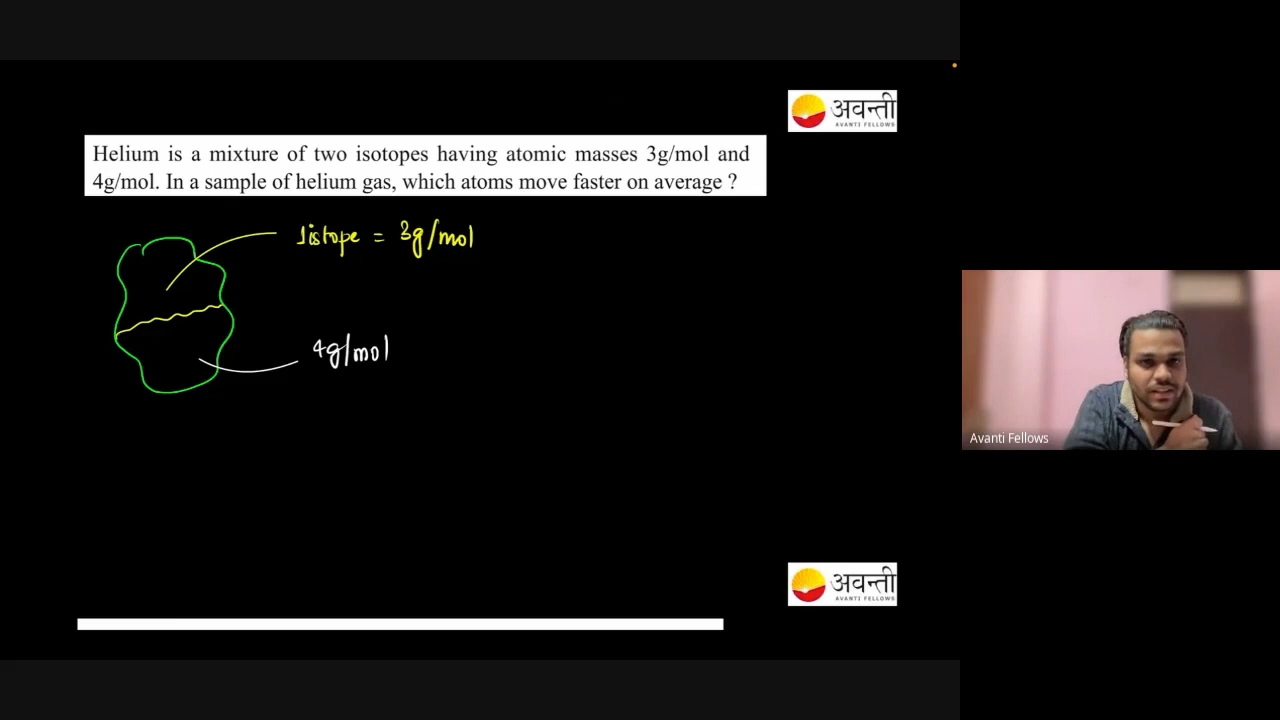 अवन्ती
AVANTI FELLOWS
Helium is a mixture of two isotopes having atomic masses 3g/mol and
4g/mol. In a sample of helium gas, which atoms move faster on average ?
Iistope = 3g/mol
4g/mol
Avanti Fellows
अवन्ती
AVANTI FELLOWS